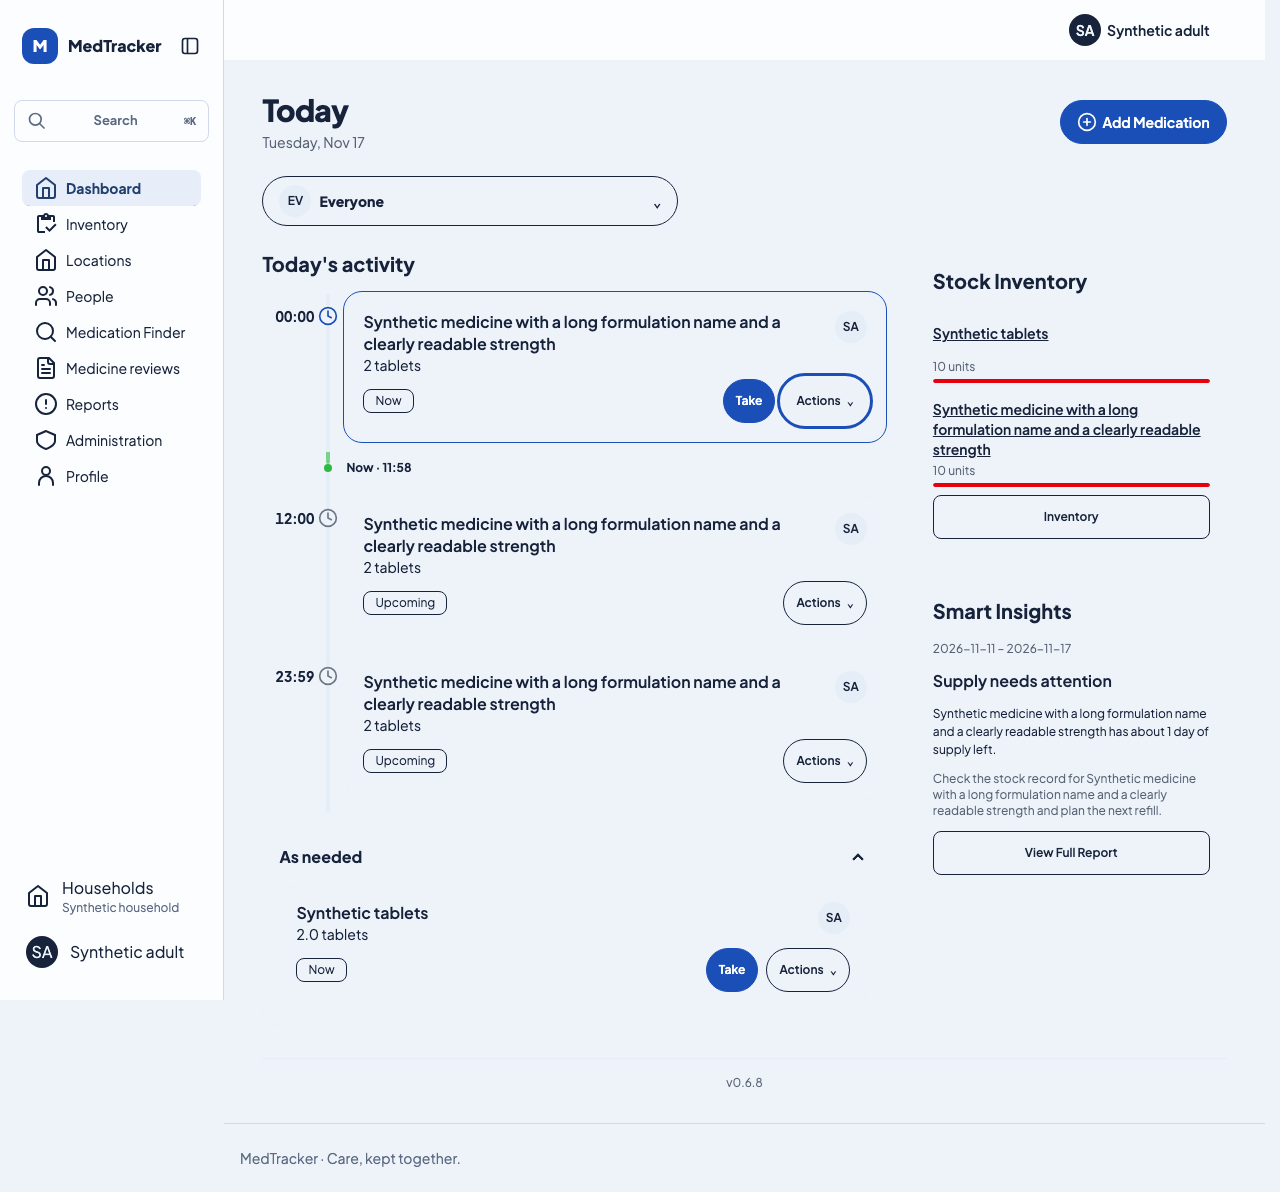 M MedTracker
Search ⌘K
Dashboard
Inventory
Locations
People
Medication Finder
Medicine reviews
Reports
Administration
Profile
Households
Synthetic household
SA Synthetic adult
SA Synthetic adult
Today
Tuesday, Nov 17
Add Medication
EV Everyone
Today's activity
00:00
Synthetic medicine with a long formulation name and a
clearly readable strength
SA
2 tablets
Now
Take
Actions
Now · 11:58
12:00
Synthetic medicine with a long formulation name and a
clearly readable strength
SA
2 tablets
Upcoming
Actions
23:59
Synthetic medicine with a long formulation name and a
clearly readable strength
SA
2 tablets
Upcoming
Actions
As needed
Synthetic tablets
SA
2.0 tablets
Now
Take
Actions
Stock Inventory
Synthetic tablets
10 units
Synthetic medicine with a long
formulation name and a clearly readable
strength
10 units
Inventory
Smart Insights
2026-11-11 – 2026-11-17
Supply needs attention
Synthetic medicine with a long formulation name
and a clearly readable strength has about 1 day of
supply left.
Check the stock record for Synthetic medicine
with a long formulation name and a clearly
readable strength and plan the next refill.
View Full Report
v0.6.8
MedTracker · Care, kept together.